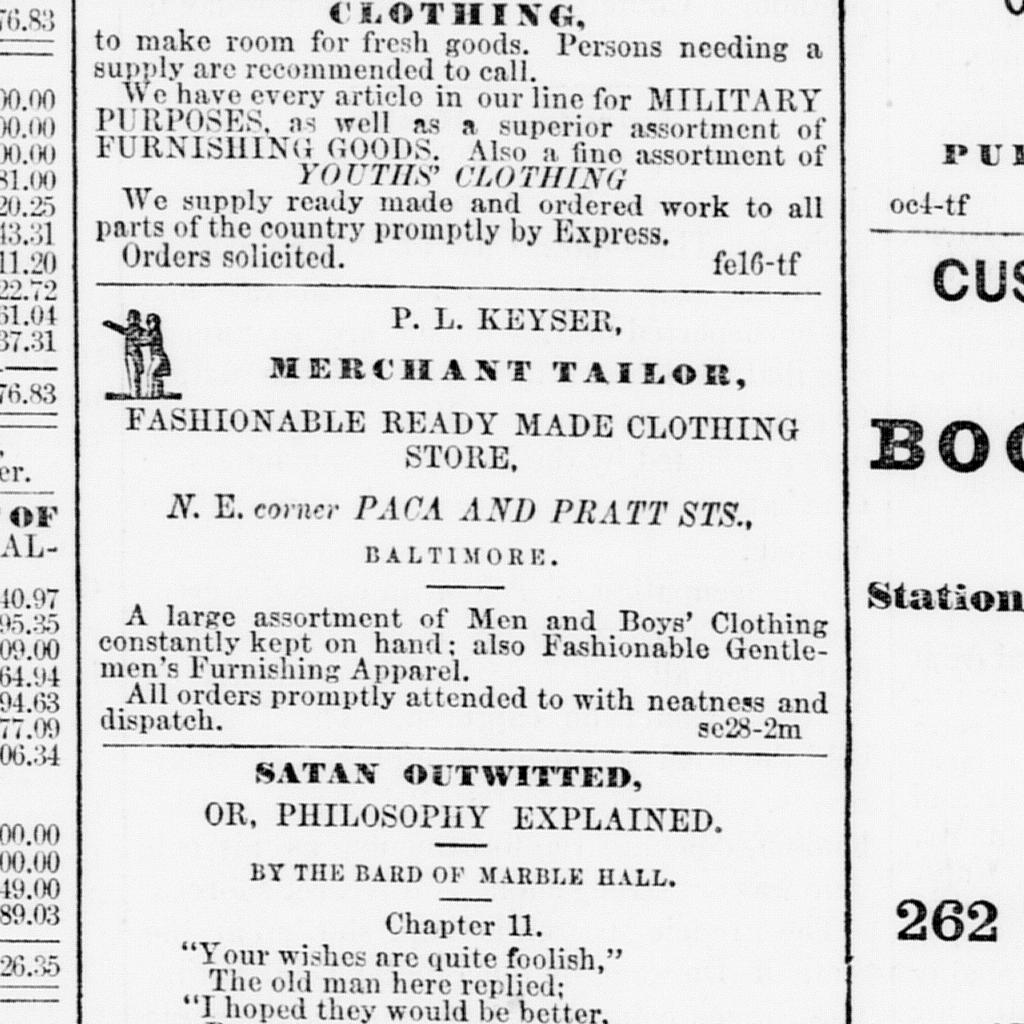 76.83
00.00
00.00
00.00
81.00
20.25
43.31
11.20
22.72
61.04
37.31
76.83
er.
OF
AL-
40.97
95.35
09.00
64.94
94.63
77.09
06.34
00.00
00.00
49.00
89.03
26.35
CLOTHING,
to make room for fresh goods. Persons needing a
supply are recommended to call.
We have every article in our line for MILITARY
PURPOSES, as well as a superior assortment of
FURNISHING GOODS. Also a fine assortment of
YOUTHS' CLOTHING
We supply ready made and ordered work to all
parts of the country promptly by Express.
Orders solicited. fe16-tf
P. L. KEYSER,
MERCHANT TAILOR,
FASHIONABLE READY MADE CLOTHING
STORE,
N. E. corner PACA AND PRATT STS.,
BALTIMORE.
A large assortment of Men and Boys' Clothing
constantly kept on hand; also Fashionable Gentle-
men's Furnishing Apparel.
All orders promptly attended to with neatness and
dispatch. se28-2m
SATAN OUTWITTED,
OR, PHILOSOPHY EXPLAINED.
BY THE BARD OF MARBLE HALL.
Chapter 11.
"Your wishes are quite foolish,"
The old man here replied;
"I hoped they would be better,
PU
oc4-tf
CUS
BOO
Station
262